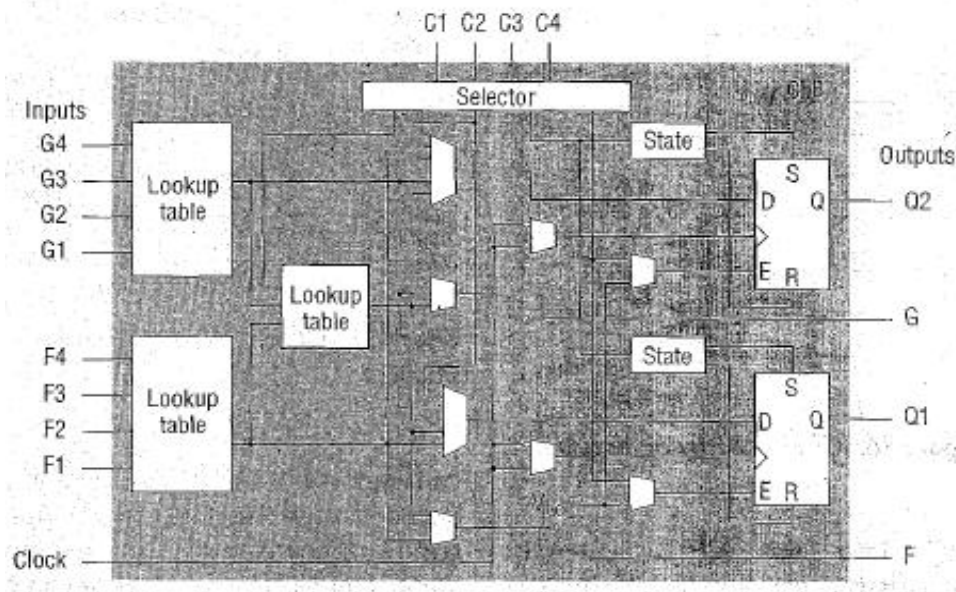 C1 C2 C3 C4
Selector
CLB
Inputs
G4
G3
G2
G1
Lookup
table
State
Outputs
S
D Q
E R
Q2
Lookup
table
G
F4
F3
F2
F1
Lookup
table
State
S
D Q
E R
Q1
Clock
F